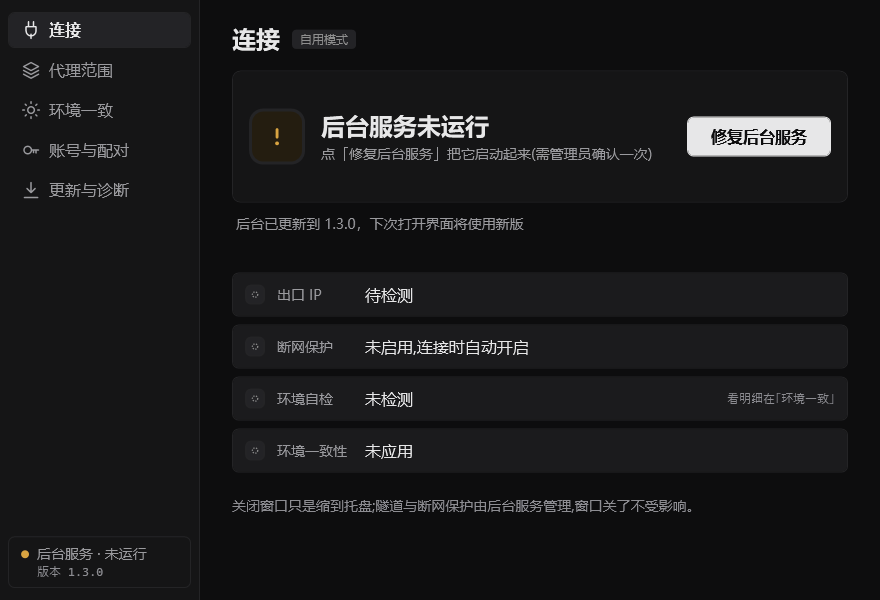 连接
代理范围
环境一致
账号与配对
更新与诊断
后台服务 · 未运行
版本 1.3.0
连接 自用模式
后台服务未运行
点「修复后台服务」把它启动起来(需管理员确认一次)
修复后台服务
后台已更新到 1.3.0，下次打开界面将使用新版
出口 IP 待检测
断网保护 未启用,连接时自动开启
环境自检 未检测 看明细在「环境一致」
环境一致性 未应用
关闭窗口只是缩到托盘;隧道与断网保护由后台服务管理,窗口关了不受影响。